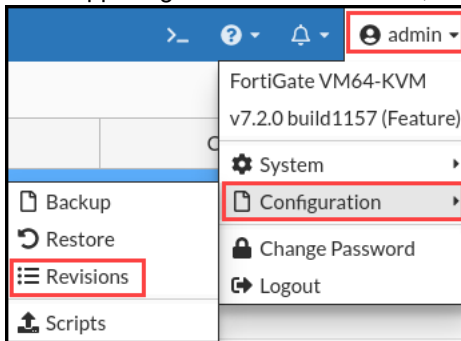 >_ admin
FortiGate VM64-KVM
v7.2.0 build1157 (Feature)
System
Configuration
Change Password
Logout
Backup
Restore
Revisions
Scripts